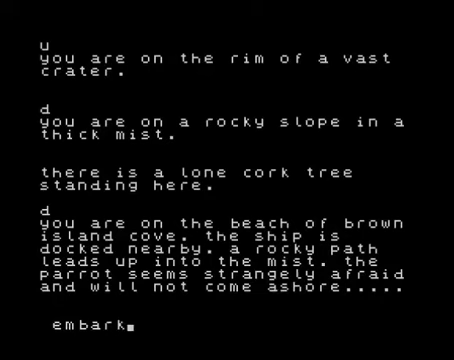 u
you are on the rim of a vast
crater.
d
you are on a rocky slope in a
thick mist.
there is a lone cork tree
standing here.
d
you are on the beach of brown
island cove. the ship is
docked nearby. a rocky path
leads up into the mist. the
parrot seems strangely afraid
and will not come ashore.....
embark